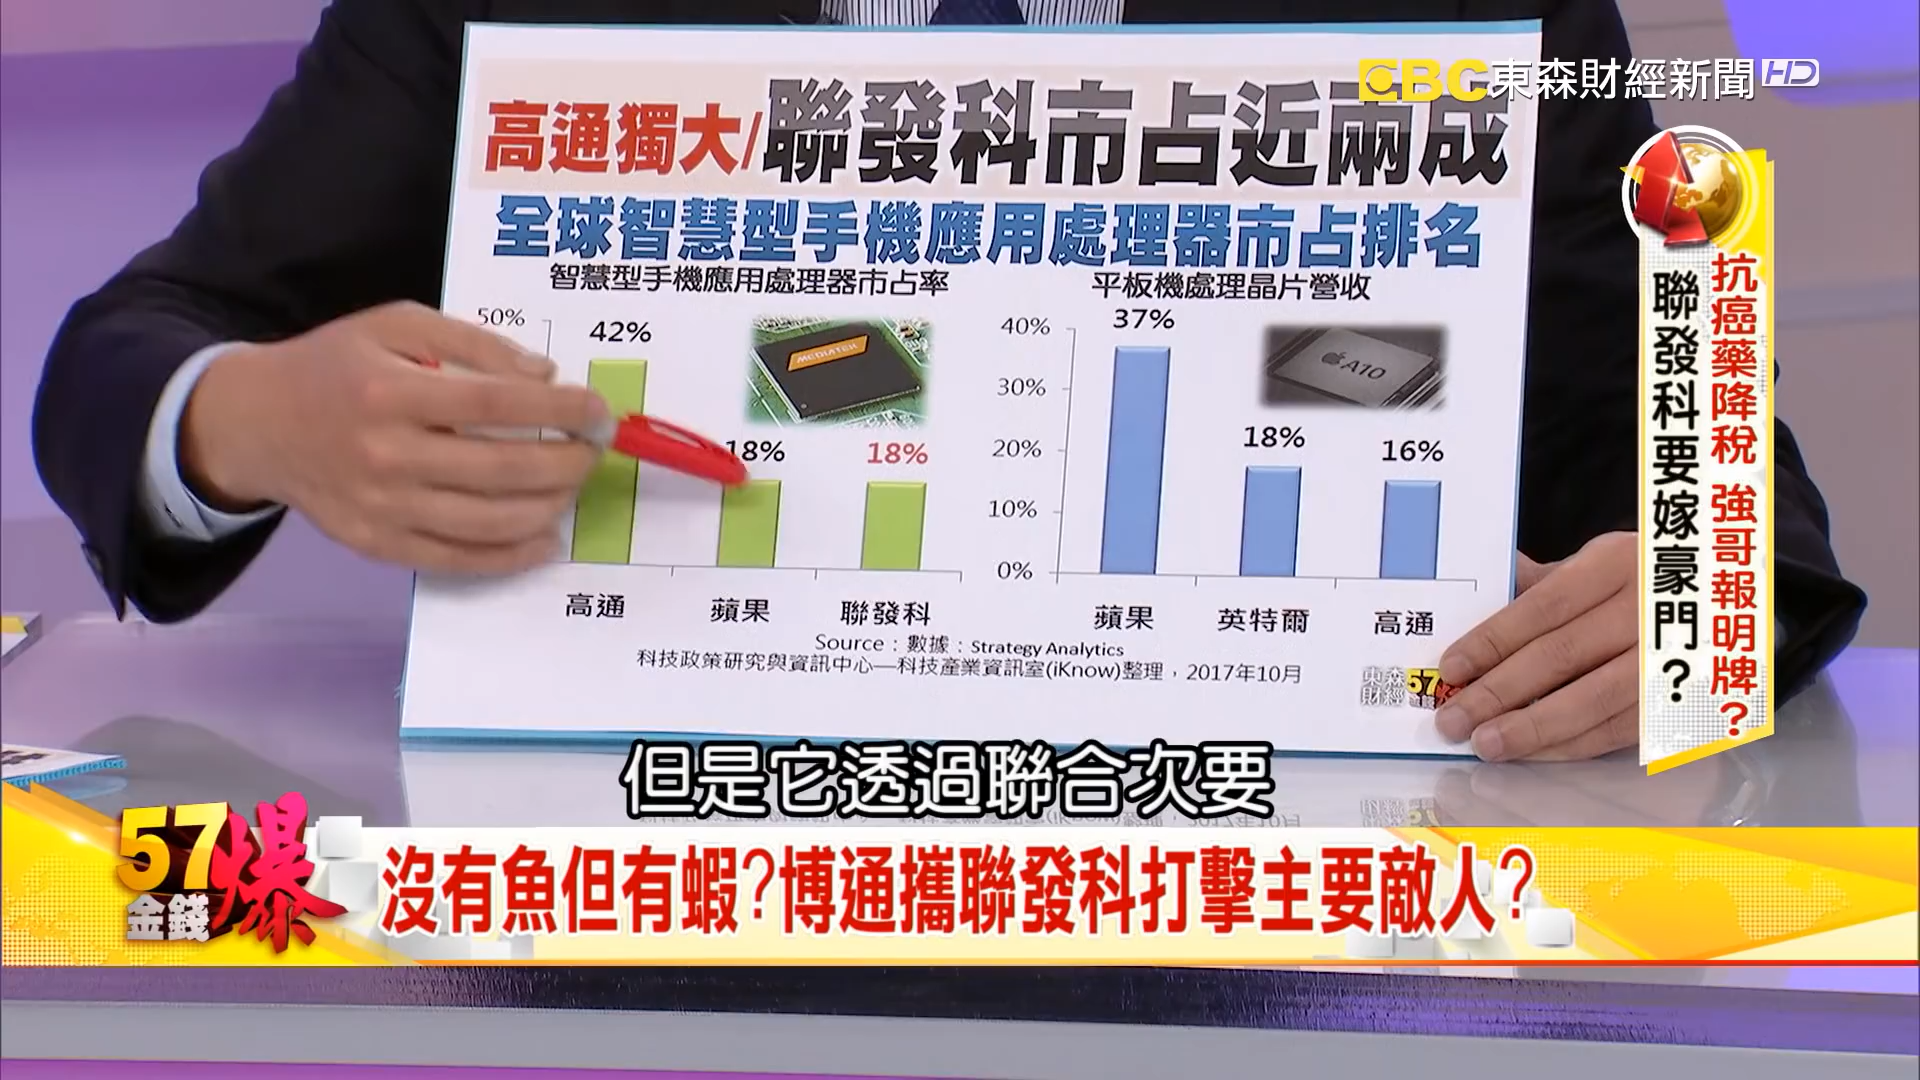 EBC東森財經新聞HD
高通獨大/聯發科市占近兩成
全球智慧型手機應用處理器市占排名
智慧型手機應用處理器市占率
50%
42%
18%
18%
高通
蘋果
聯發科
MEDIATEK
平板機處理晶片營收
40%
30%
20%
10%
0%
37%
18%
16%
蘋果
英特爾
高通
A10
Source：數據：Strategy Analytics
科技政策研究與資訊中心—科技產業資訊室(iKnow)整理，2017年10月
東森
財經
57
抗癌藥降稅 強哥報明牌？
聯發科要嫁豪門？
但是它透過聯合次要
57
金錢
爆
沒有魚但有蝦?博通攜聯發科打擊主要敵人?